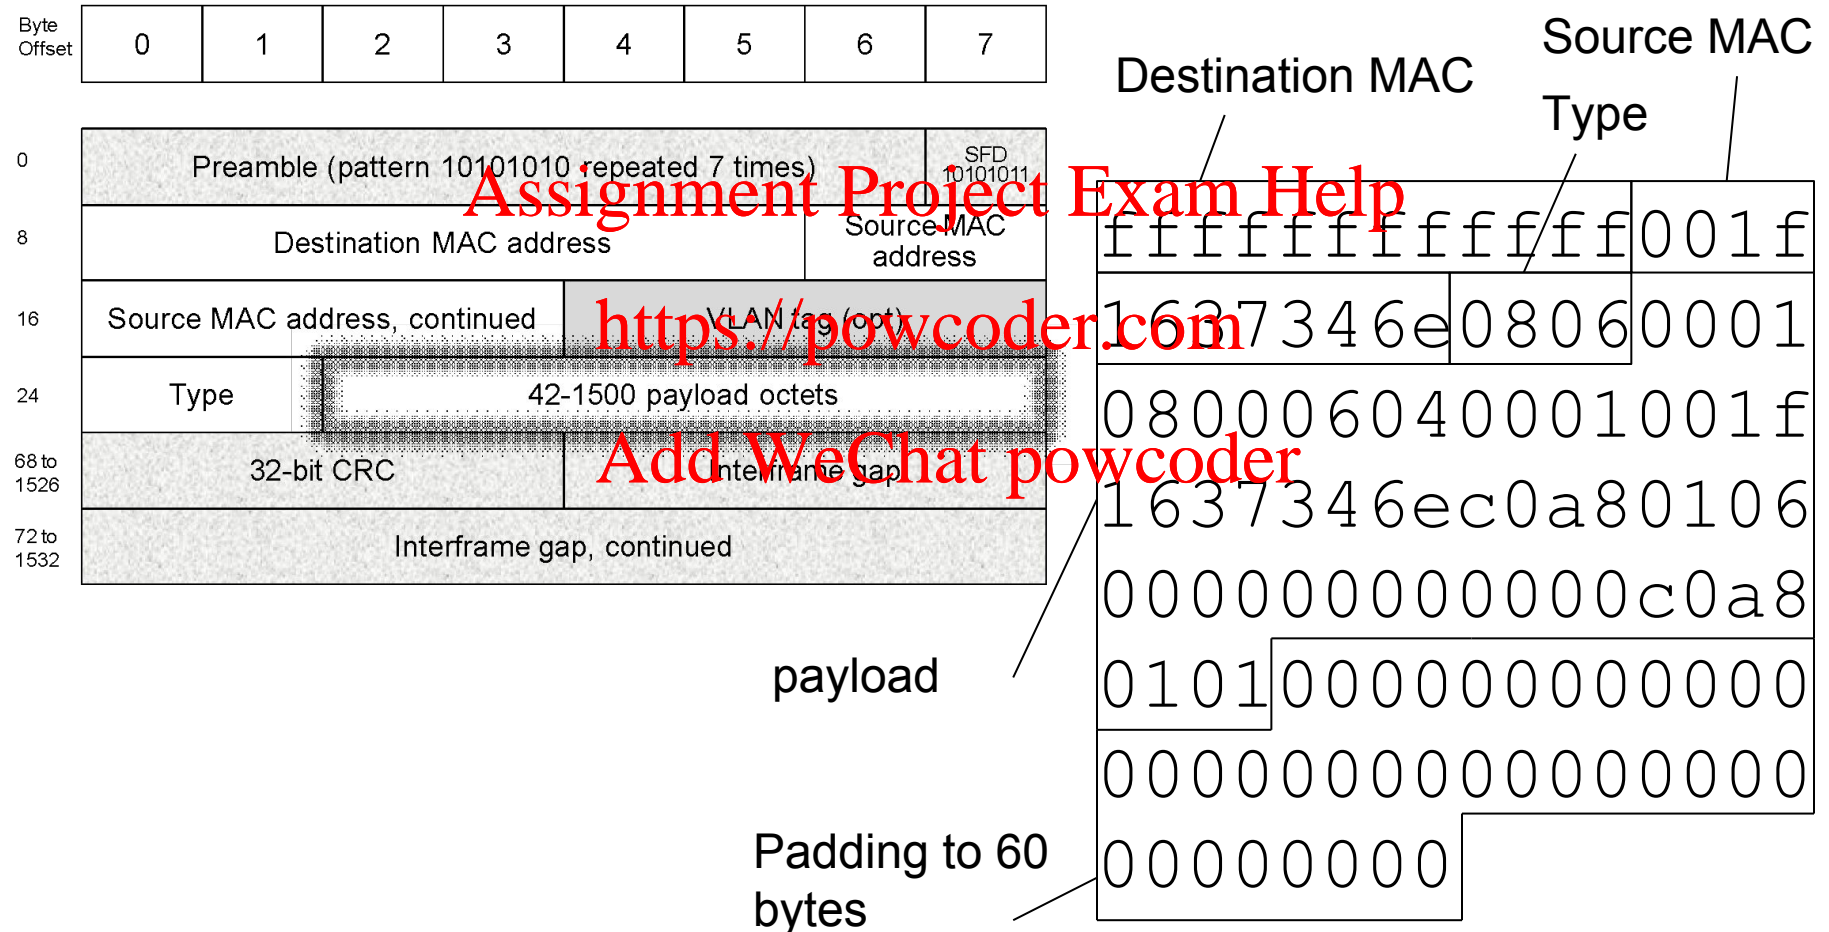 Byte
Offset
0 1 2 3 4 5 6 7
0
Preamble (pattern 10101010 repeated 7 times)
SFD
10101011
8
Destination MAC address
Source MAC
address
16
Source MAC address, continued
VLAN tag (opt)
24
Type
42-1500 payload octets
68 to
1526
32-bit CRC
Interframe gap
72 to
1532
Interframe gap, continued
Assignment Project Exam Help
https://powcoder.com
Add WeChat powcoder
Destination MAC
Source MAC
Type
ffffffffffff001f
1637346e08060001
080006040001001f
1637346ec0a80106
000000000000c0a8
0101000000000000
0000000000000000
00000000
payload
Padding to 60
bytes